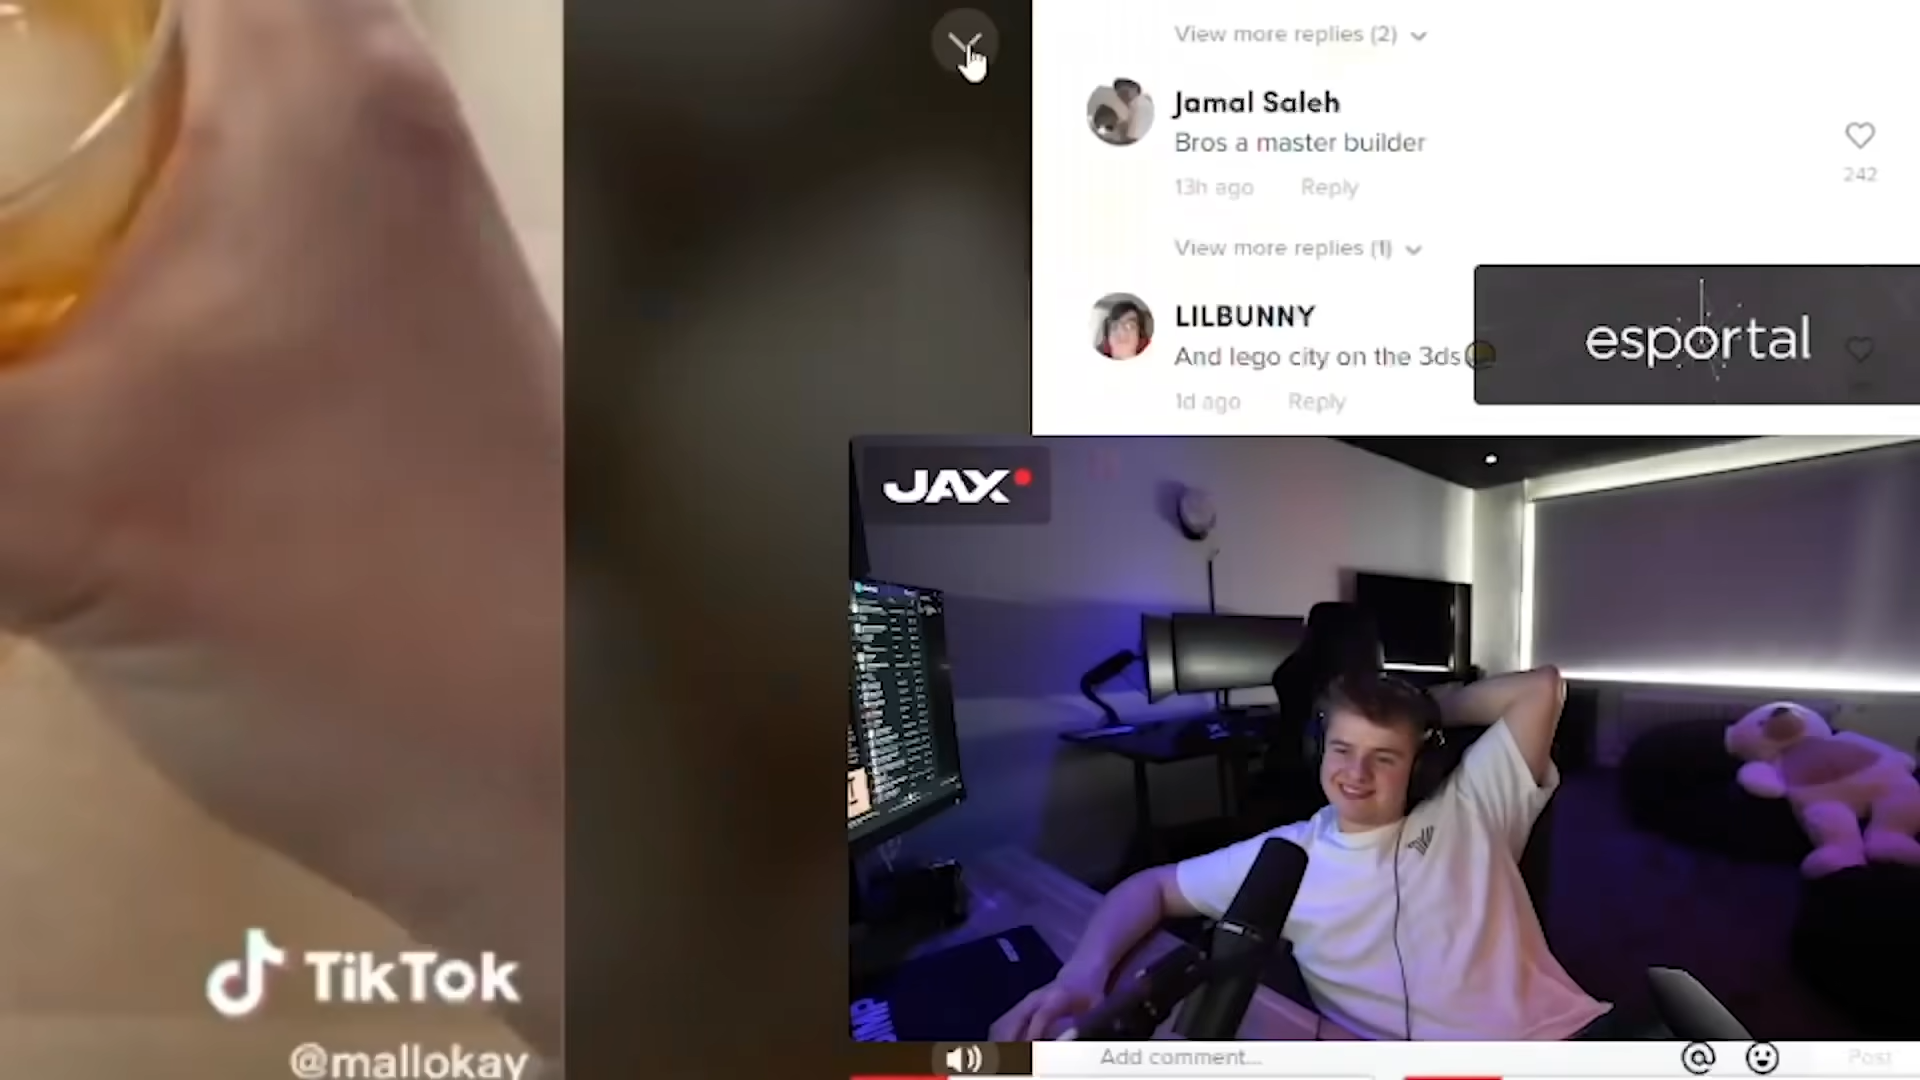 View more replies (2)
Jamal Saleh
Bros a master builder
242
13h ago Reply
View more replies (1)
LILBUNNY
And lego city on the 3ds
1d ago Reply
esportal
JAX
TikTok
@mallokay
Add comment...
Post